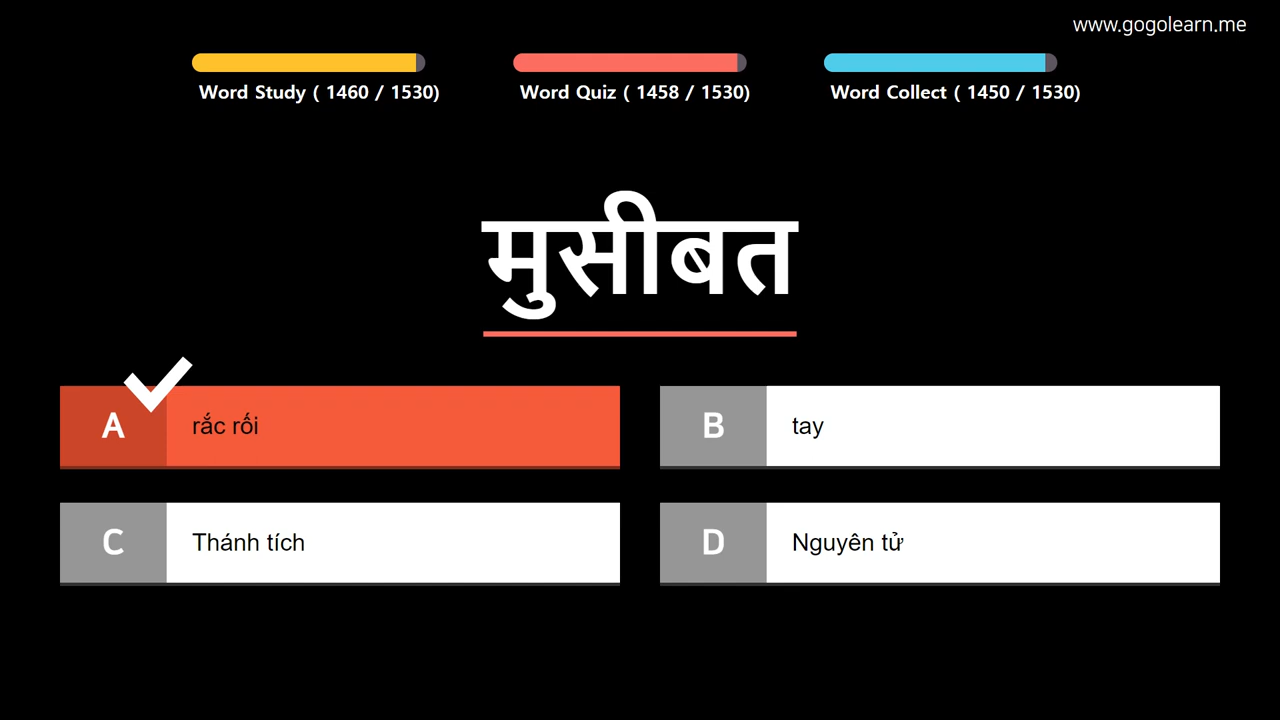 www.gogolearn.me
Word Study ( 1460 / 1530)
Word Quiz ( 1458 / 1530)
Word Collect ( 1450 / 1530)
मुसीबत
A rắc rối
B tay
C Thánh tích
D Nguyên tử